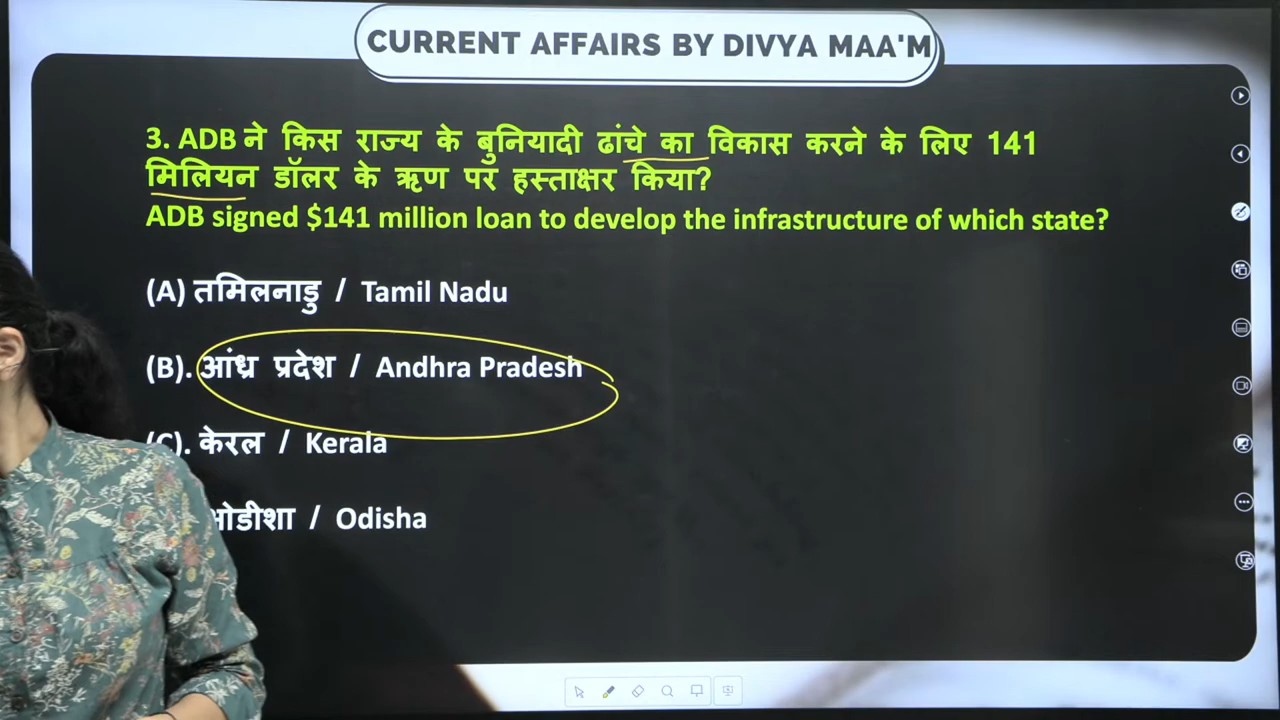 CURRENT AFFAIRS BY DIVYA MAA'M
3. ADB ने किस राज्य के बुनियादी ढांचे का विकास करने के लिए 141
मिलियन डॉलर के ऋण पर हस्ताक्षर किया?
ADB signed $141 million loan to develop the infrastructure of which state?
(A) तमिलनाडु / Tamil Nadu
(B). आंध्र प्रदेश / Andhra Pradesh
(C). केरल / Kerala
/ Odisha